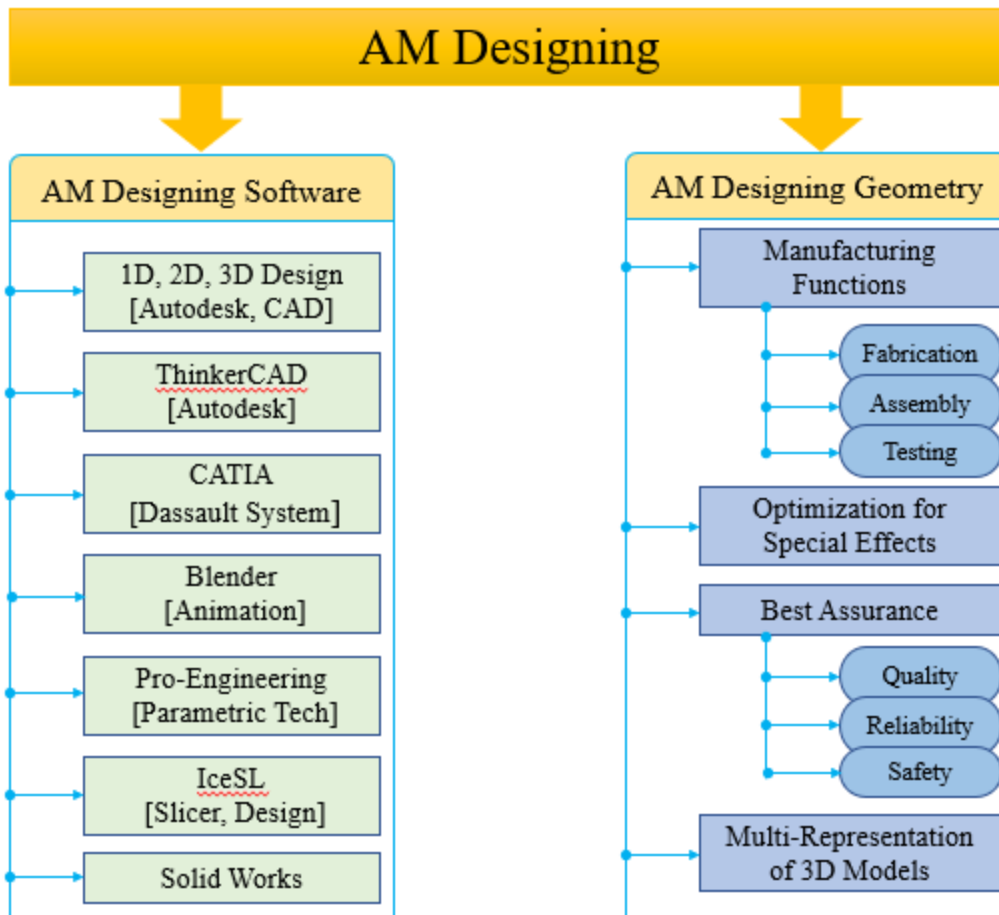 AM Designing
AM Designing Software
1D, 2D, 3D Design
[Autodesk, CAD]
ThinkerCAD
[Autodesk]
CATIA
[Dassault System]
Blender
[Animation]
Pro-Engineering
[Parametric Tech]
IceSL
[Slicer, Design]
Solid Works
AM Designing Geometry
Manufacturing
Functions
Fabrication
Assembly
Testing
Optimization for
Special Effects
Best Assurance
Quality
Reliability
Safety
Multi-Representation
of 3D Models